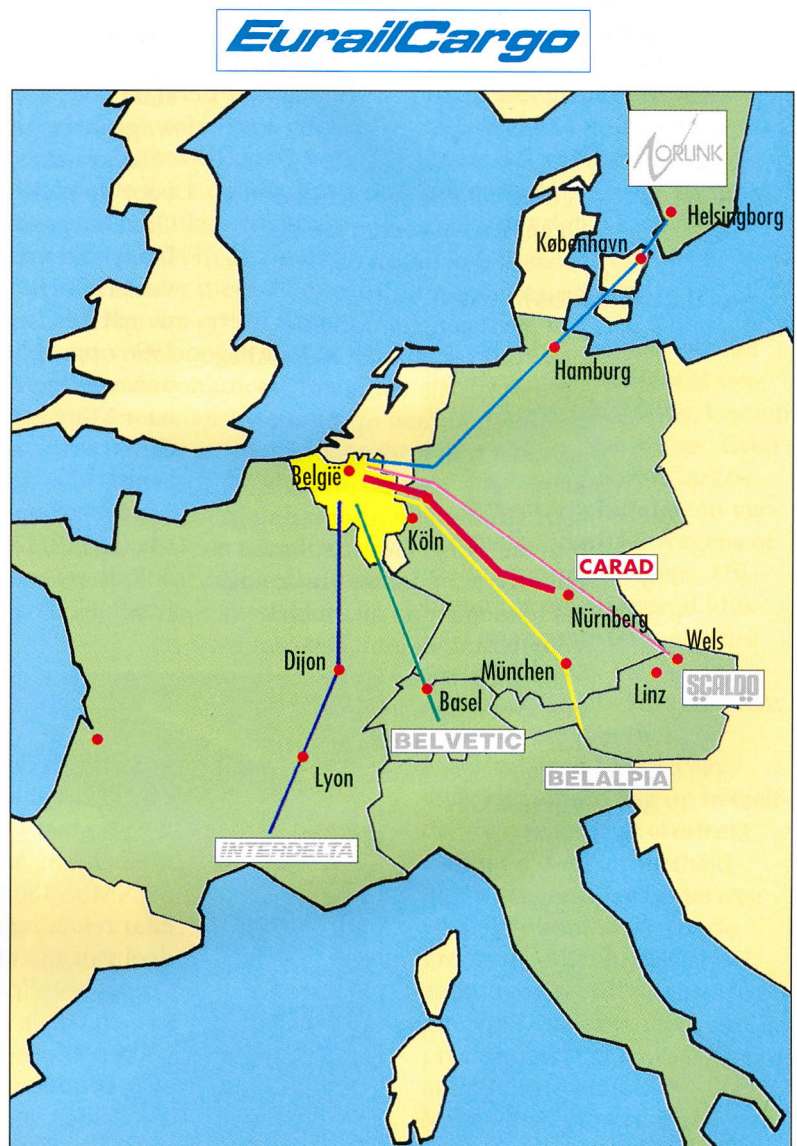 EurailCargo
NORLINK
Helsingborg
København
Hamburg
België
Köln
CARAD
Nürnberg
Wels
Dijon
München
Linz
SCALDO
Basel
BELVETIC
Lyon
BELALPIA
INTERDELTA